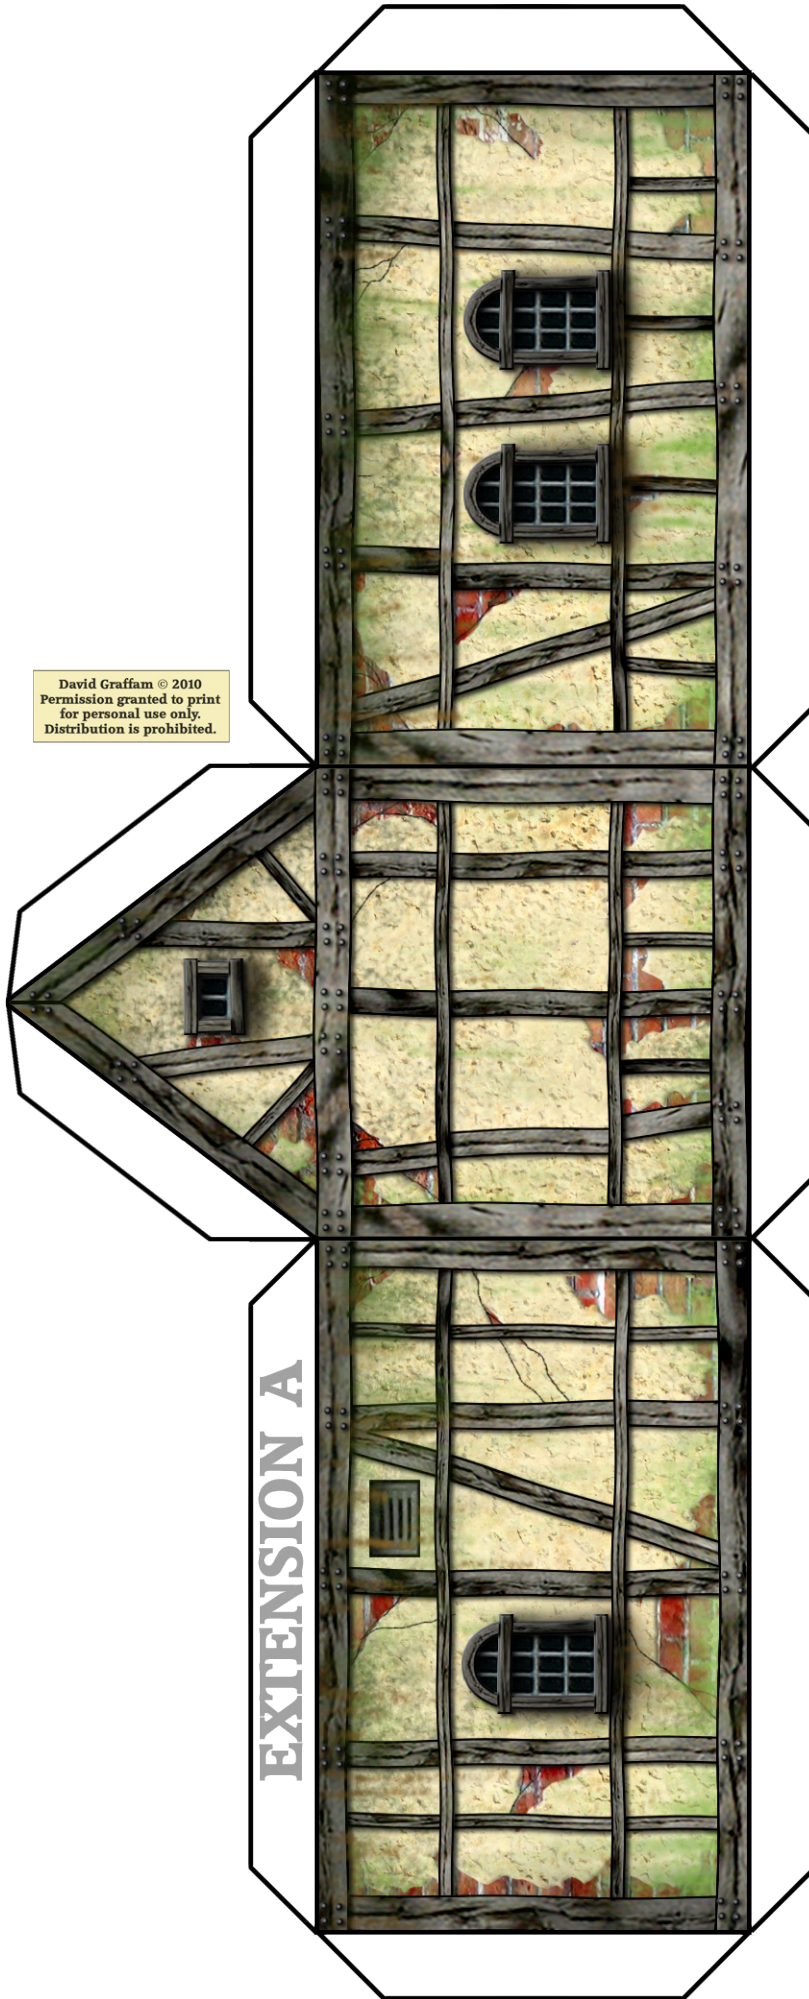 David Graffam © 2010
Permission granted to print
for personal use only.
Distribution is prohibited.
EXTENSION A